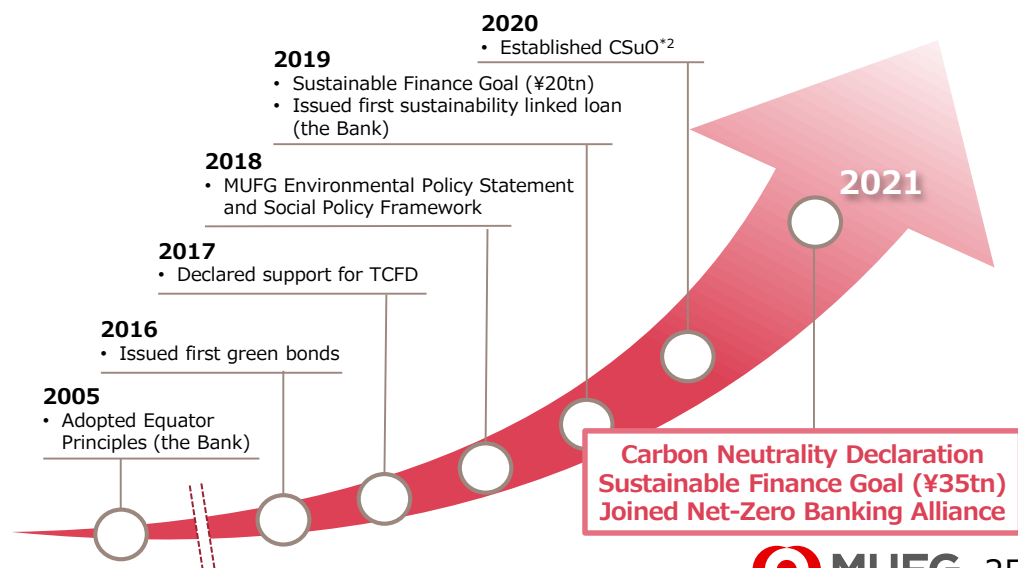 2020
• Established CSuO*2
2019
• Sustainable Finance Goal (¥20tn)
• Issued first sustainability linked loan
(the Bank)
2018
• MUFG Environmental Policy Statement
and Social Policy Framework
2021
2017
• Declared support for TCFD
2016
• Issued first green bonds
2005
• Adopted Equator
Principles (the Bank)
Carbon Neutrality Declaration
Sustainable Finance Goal (¥35tn)
Joined Net-Zero Banking Alliance
MUFG